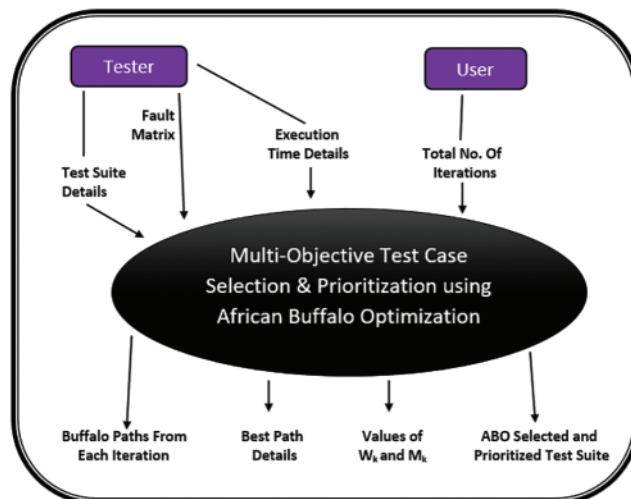 Tester
User
Fault
Matrix
Execution
Time Details
Total No. Of
Iterations
Test Suite
Details
Multi-Objective Test Case
Selection & Prioritization using
African Buffalo Optimization
Buffalo Paths From
Each Iteration
Best Path
Details
Values of
Wₖ and Mₖ
ABO Selected and
Prioritized Test Suite